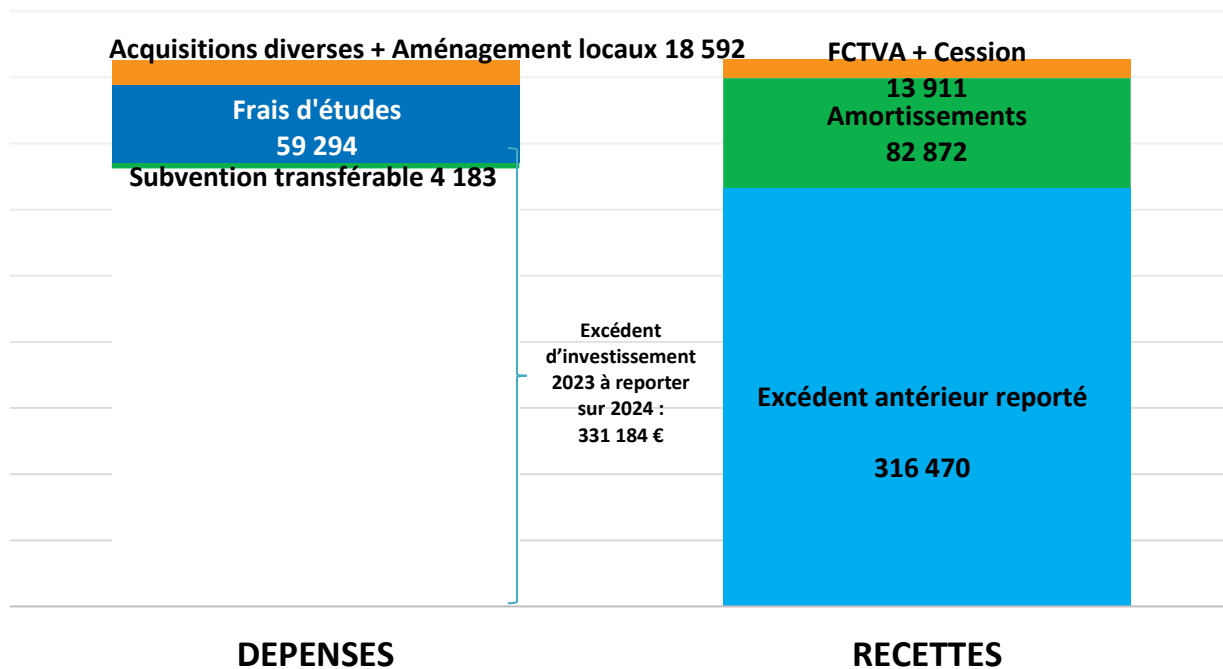 Acquisitions diverses + Aménagement locaux 18 592
Frais d'études
59 294
Subvention transférable 4 183
Excédent
d’investissement
2023 à reporter
sur 2024 :
331 184 €
FCTVA + Cession
13 911
Amortissements
82 872
Excédent antérieur reporté
316 470
DEPENSES
RECETTES